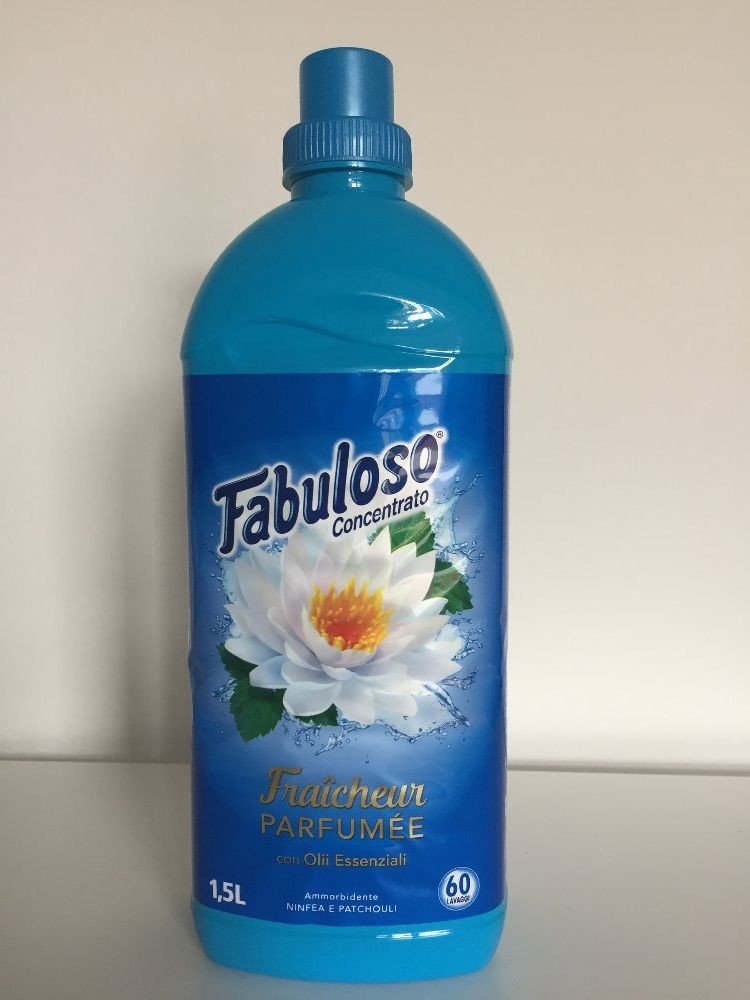 Fabuloso®
Concentrato
Fraîcheur
PARFUMÉE
con Olii Essenziali
1,5L
Ammorbidente
NINFEA E PATCHOULI
60
LAVAGGI